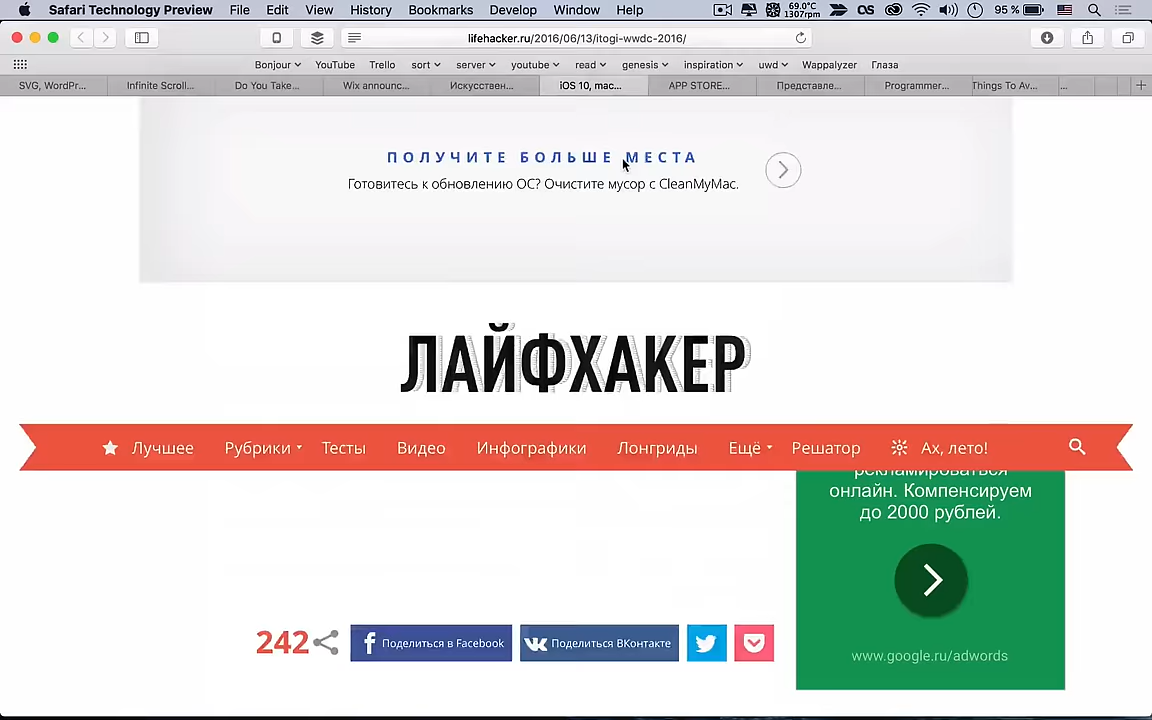 Safari Technology Preview File Edit View History Bookmarks Develop Window Help 69.0°C 1307rpm 95 %
lifehacker.ru/2016/06/13/itogi-wwdc-2016/
Bonjour YouTube Trello sort server youtube read genesis inspiration uwd Wappalyzer Глаза
SVG, WordPr... Infinite Scroll... Do You Take... Wix announc... Искусствен... iOS 10, mac... APP STORE... Представле... Programmer... Things To Av... ...
ПОЛУЧИТЕ БОЛЬШЕ МЕСТА
Готовитесь к обновлению ОС? Очистите мусор с CleanMyMac.
ЛАЙФХАКЕР
Лучшее Рубрики Тесты Видео Инфографики Лонгриды Ещё Решатор Ах, лето!
рекламироваться
онлайн. Компенсируем
до 2000 рублей.
242 Поделиться в Facebook Поделиться ВКонтакте
www.google.ru/adwords